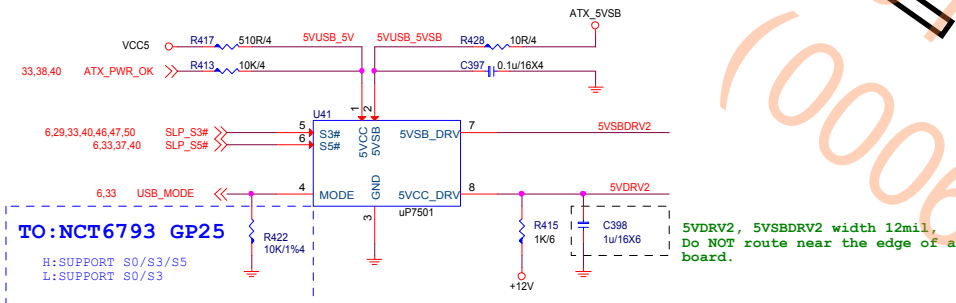 ATX_5VSB
VCC5 R417 510R/4 5VUSB_5V 5VUSB_5VSB R428 10R/4
33,38,40 ATX_PWR_OK R413 10K/4 C397 0.1u/16X4
U41
1 2
6,29,33,40,46,47,50 SLP_S3# 5 S3# 5VCC 5VSB 5VSB_DRV 7 5VSBDRV2
6,33,37,40 SLP_S5# 6 S5#
6,33 USB_MODE 4 MODE GND 5VCC_DRV 8 5VDRV2
3 uP7501
TO:NCT6793 GP25
H:SUPPORT S0/S3/S5
L:SUPPORT S0/S3
R422
10K/1%4
R415
1K/6
+12V
C398
1u/16X6
5VDRV2, 5VSBDRV2 width 12mil,
Do NOT route near the edge of a
board.
(0006